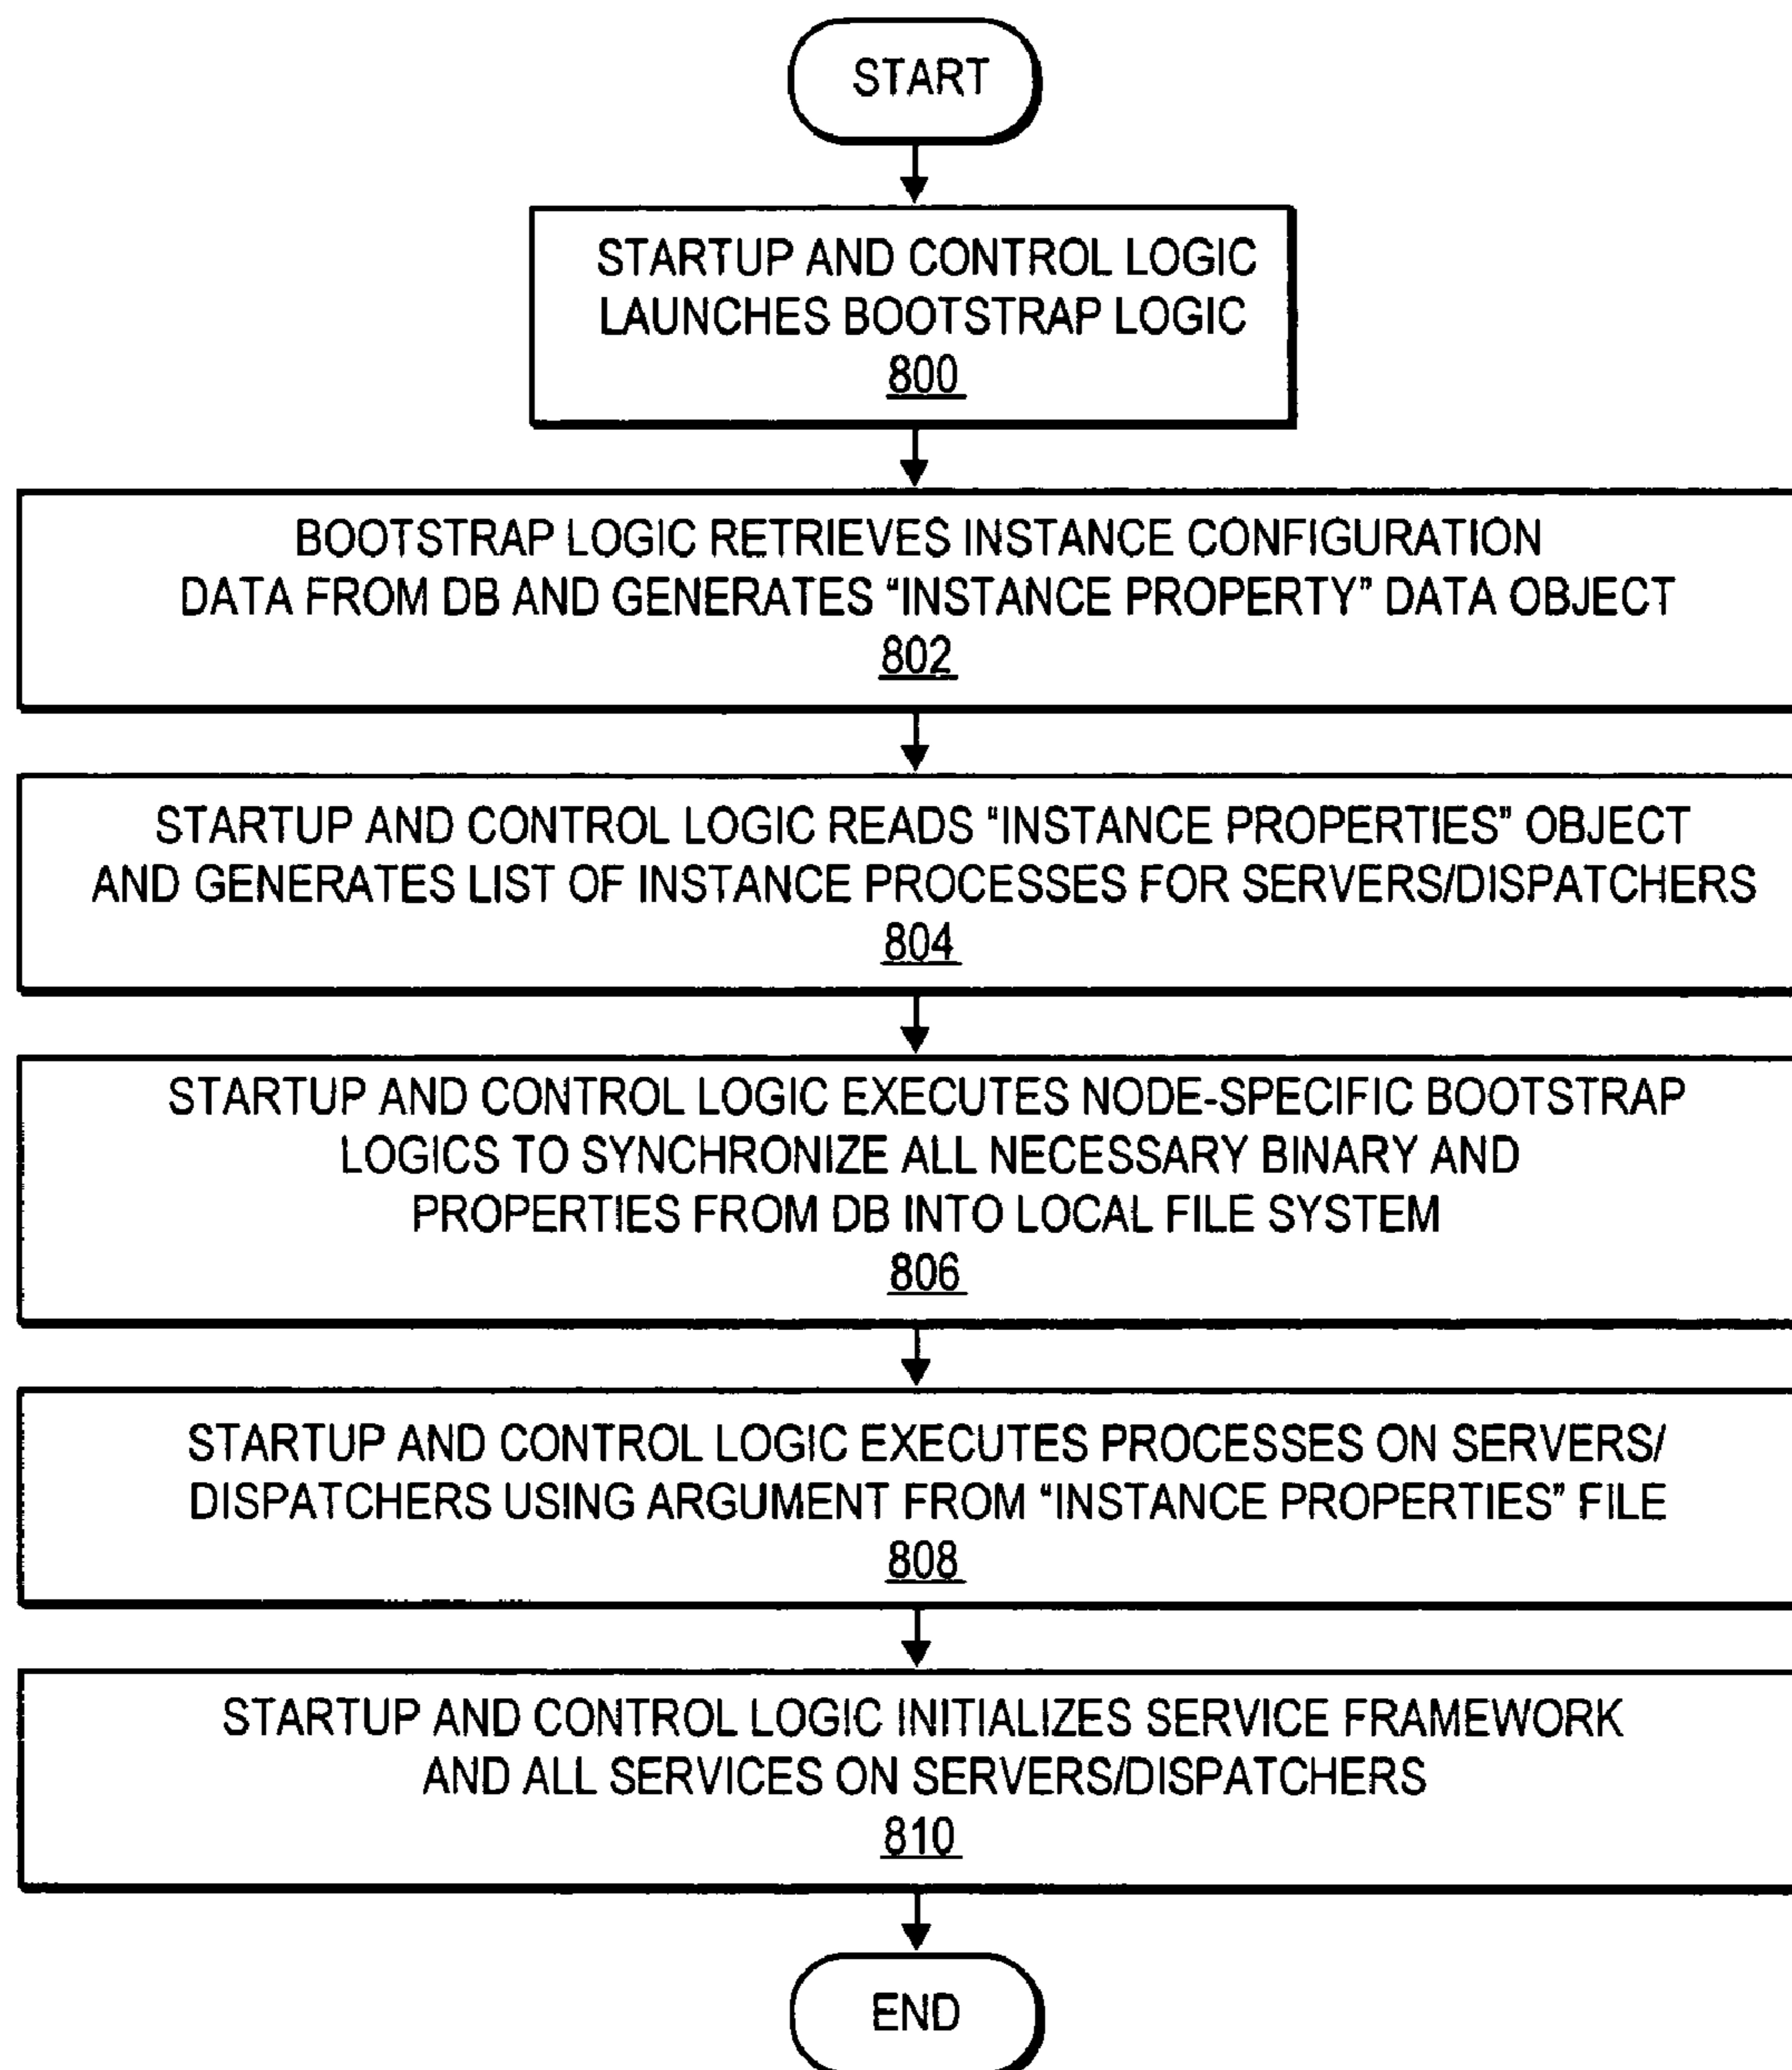 START
STARTUP AND CONTROL LOGIC
LAUNCHES BOOTSTRAP LOGIC
800
BOOTSTRAP LOGIC RETRIEVES INSTANCE CONFIGURATION
DATA FROM DB AND GENERATES "INSTANCE PROPERTY" DATA OBJECT
802
STARTUP AND CONTROL LOGIC READS "INSTANCE PROPERTIES" OBJECT
AND GENERATES LIST OF INSTANCE PROCESSES FOR SERVERS/DISPATCHERS
804
STARTUP AND CONTROL LOGIC EXECUTES NODE-SPECIFIC BOOTSTRAP
LOGICS TO SYNCHRONIZE ALL NECESSARY BINARY AND
PROPERTIES FROM DB INTO LOCAL FILE SYSTEM
806
STARTUP AND CONTROL LOGIC EXECUTES PROCESSES ON SERVERS/
DISPATCHERS USING ARGUMENT FROM "INSTANCE PROPERTIES" FILE
808
STARTUP AND CONTROL LOGIC INITIALIZES SERVICE FRAMEWORK
AND ALL SERVICES ON SERVERS/DISPATCHERS
810
END